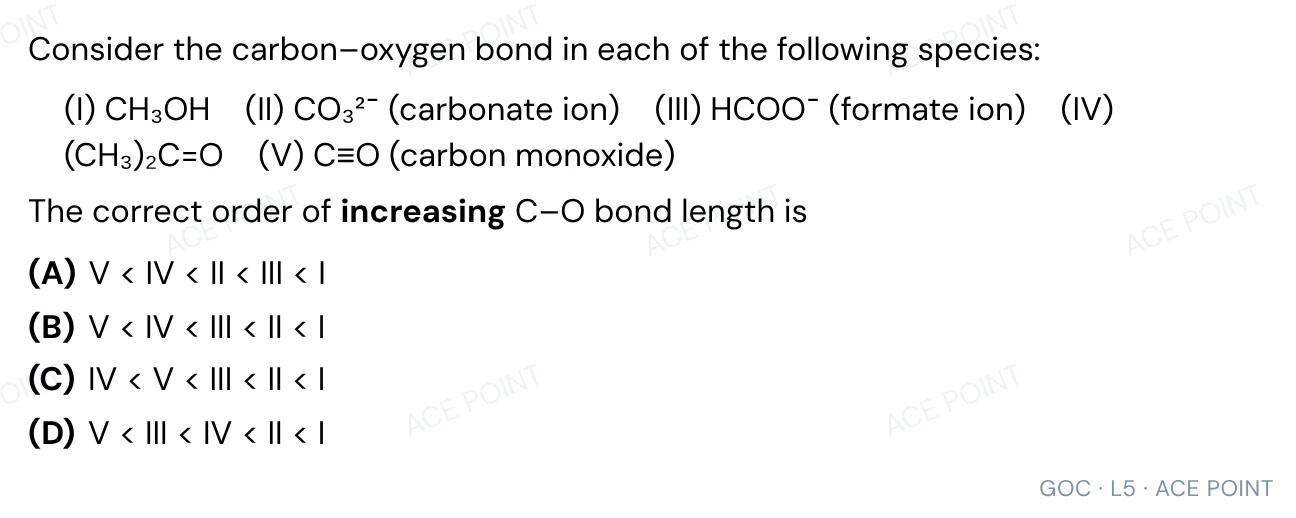 Consider the carbon–oxygen bond in each of the following species:
(I) CH₃OH (II) CO₃²⁻ (carbonate ion) (III) HCOO⁻ (formate ion) (IV)
(CH₃)₂C=O (V) C≡O (carbon monoxide)
The correct order of increasing C–O bond length is
(A) V < IV < II < III < I
(B) V < IV < III < II < I
(C) IV < V < III < II < I
(D) V < III < IV < II < I
GOC · L5 · ACE POINT